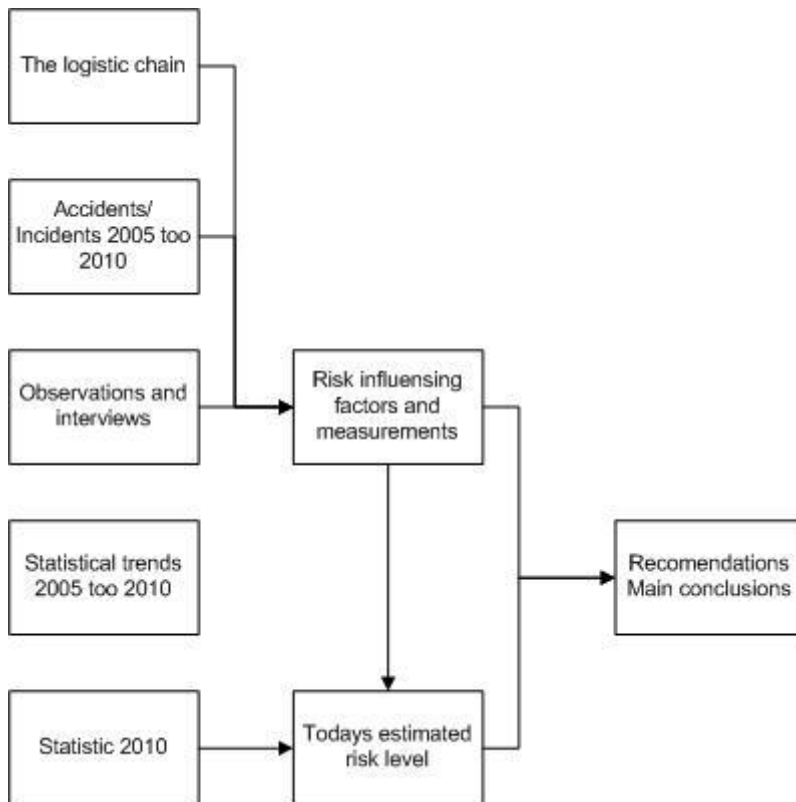 The logistic chain
Accidents/
Incidents 2005 too
2010
Observations and
interviews
Risk influensing
factors and
measurements
Statistical trends
2005 too 2010
Recomendations
Main conclusions
Statistic 2010
Todays estimated
risk level